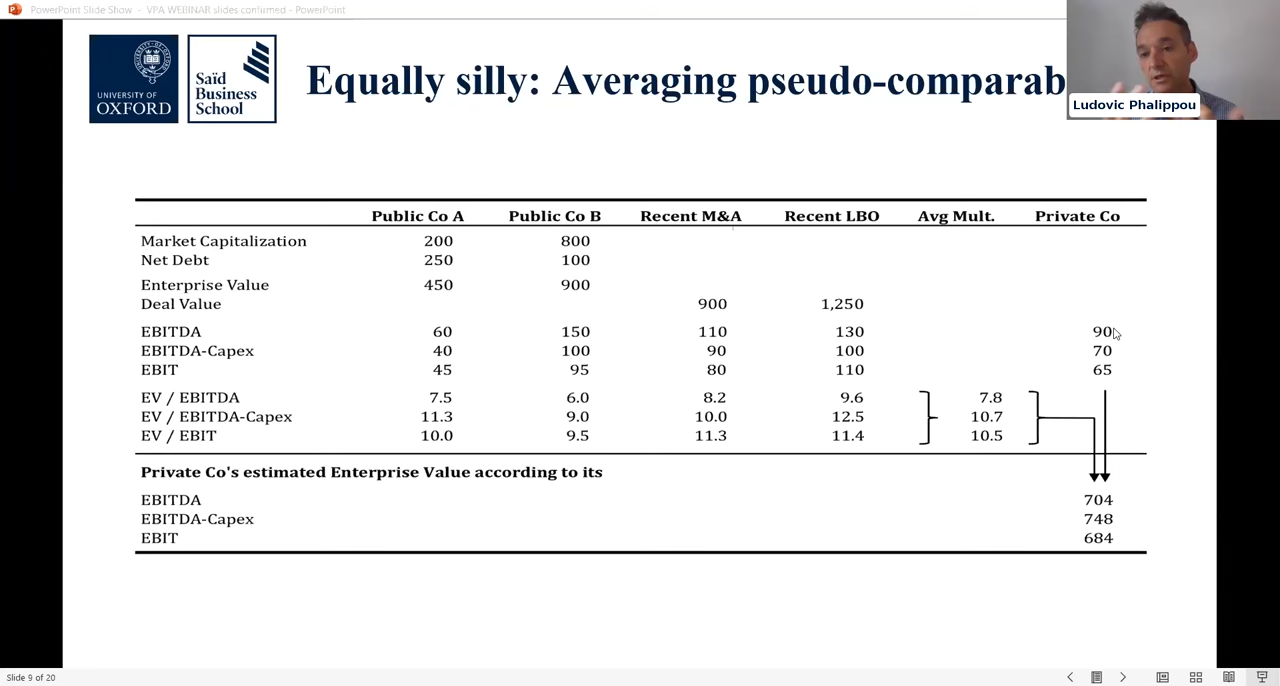 PowerPoint Slide Show - VPA WEBINAR slides confirmed - PowerPoint
UNIVERSITY OF OXFORD
Saïd Business School
Equally silly: Averaging pseudo-comparab
Ludovic Phalippou
Public Co A Public Co B Recent M&A Recent LBO Avg Mult. Private Co
Market Capitalization 200 800
Net Debt 250 100
Enterprise Value 450 900
Deal Value 900 1,250
EBITDA 60 150 110 130 90
EBITDA-Capex 40 100 90 100 70
EBIT 45 95 80 110 65
EV / EBITDA 7.5 6.0 8.2 9.6 7.8
EV / EBITDA-Capex 11.3 9.0 10.0 12.5 10.7
EV / EBIT 10.0 9.5 11.3 11.4 10.5
Private Co's estimated Enterprise Value according to its
EBITDA 704
EBITDA-Capex 748
EBIT 684
Slide 9 of 20